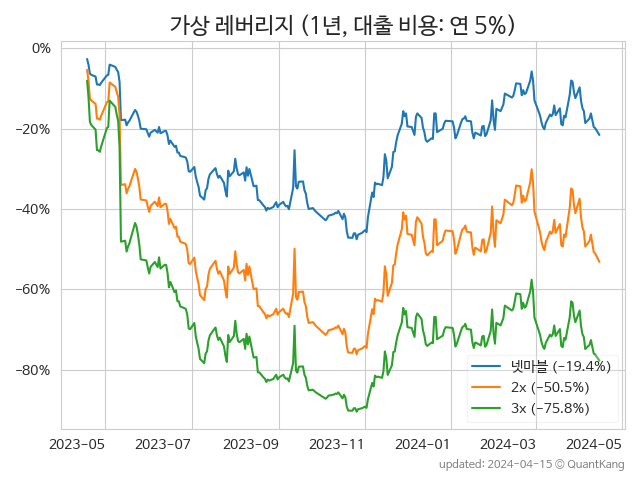 가상 레버리지 (1년, 대출 비용: 연 5%)
0%
−20%
−40%
−60%
−80%
넷마블 (−19.4%)
2x (−50.5%)
3x (−75.8%)
2023−05 2023−07 2023−09 2023−11 2024−01 2024−03 2024−05
updated: 2024−04−15 © QuantKang